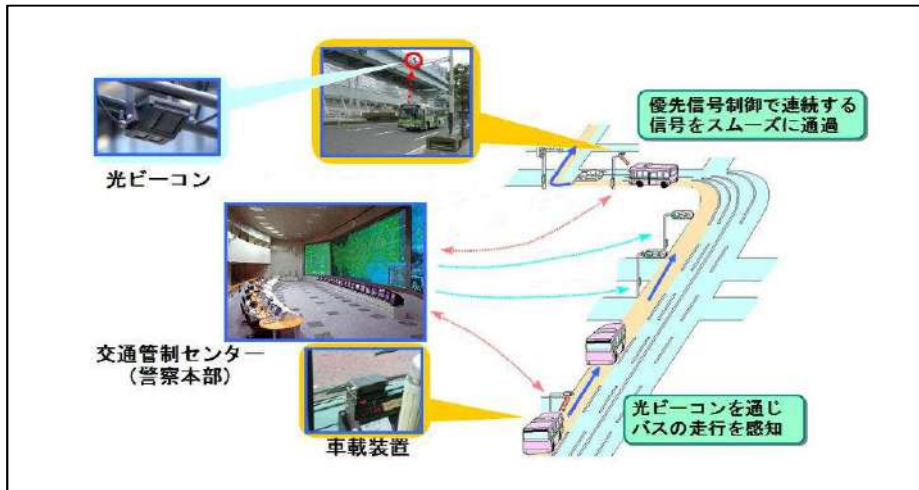 光ビーコン
優先信号制御で連続する
信号をスムーズに通過
交通管制センター
（警察本部）
車載装置
光ビーコンを通じ
バスの走行を感知